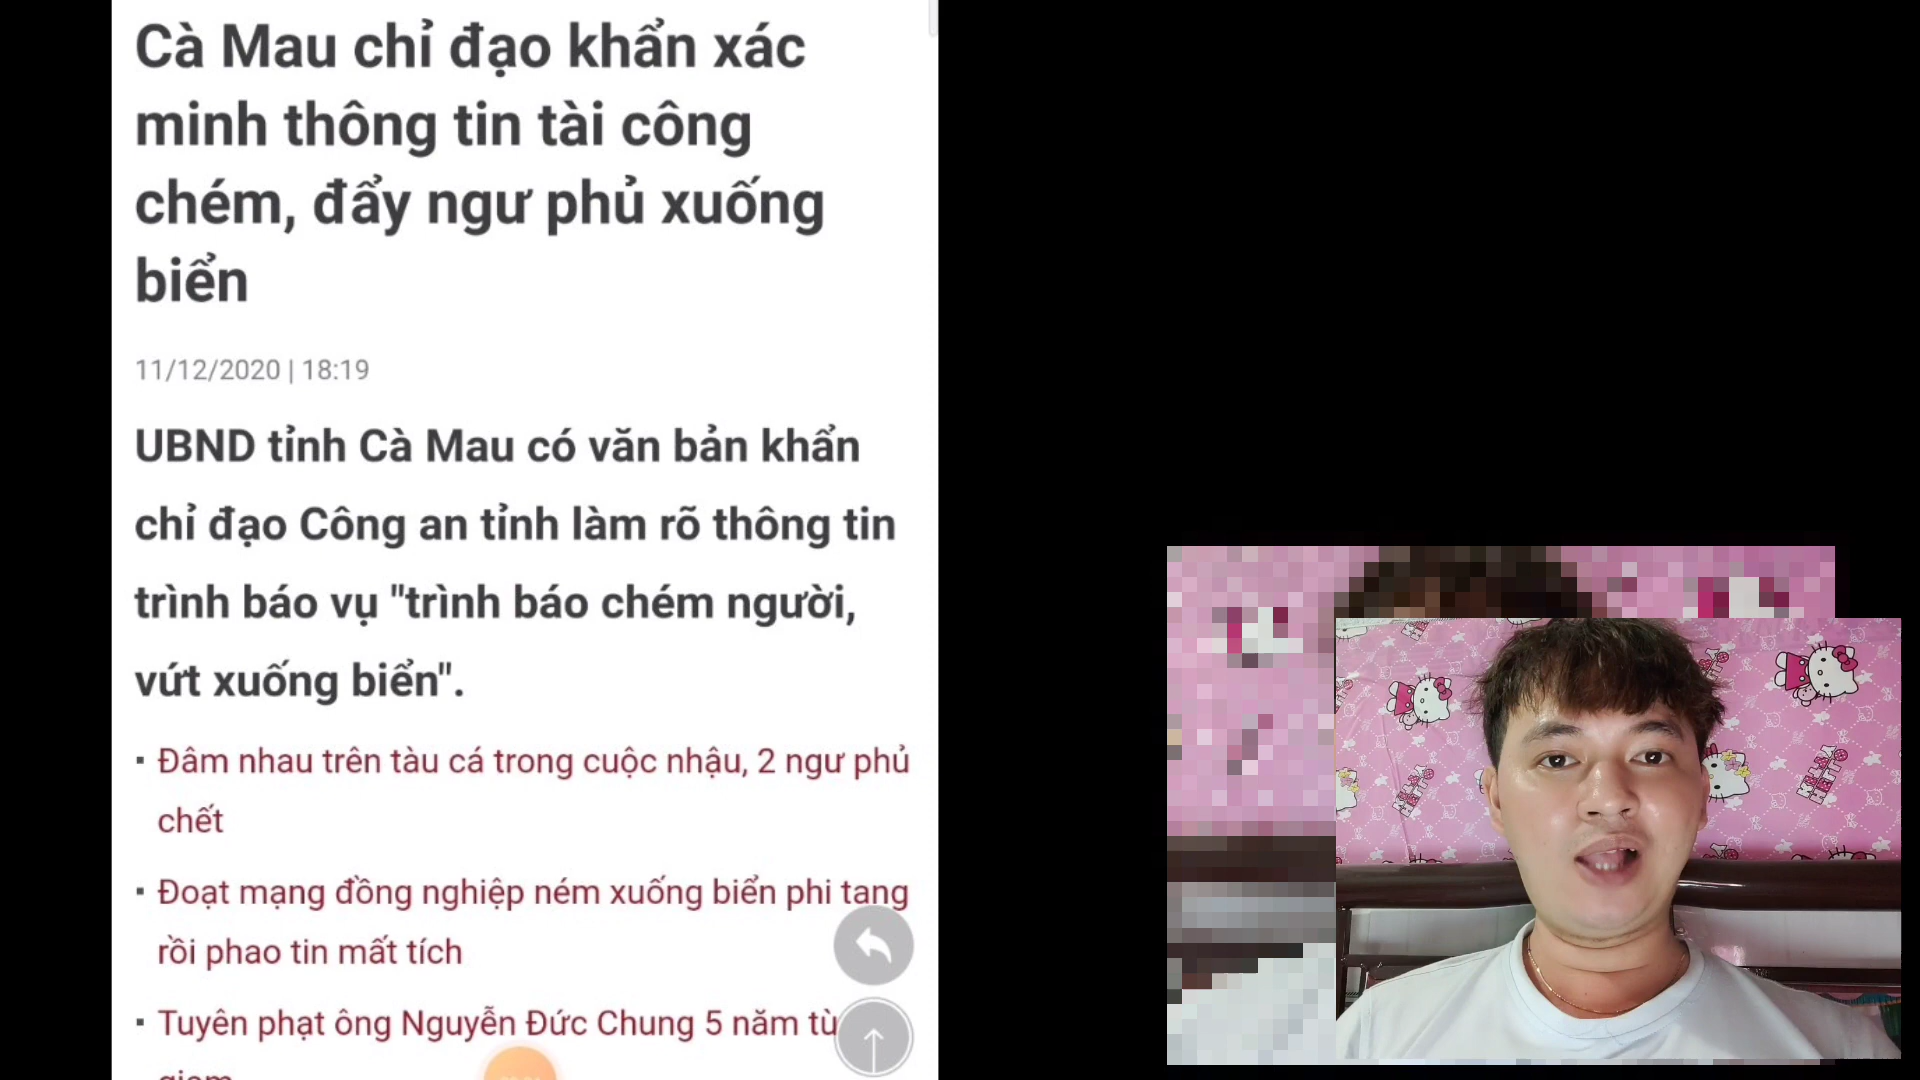 Cà Mau chỉ đạo khẩn xác
minh thông tin tài công
chém, đẩy ngư phủ xuống
biển
11/12/2020 | 18:19
UBND tỉnh Cà Mau có văn bản khẩn
chỉ đạo Công an tỉnh làm rõ thông tin
trình báo vụ "trình báo chém người,
vứt xuống biển".
▪ Đâm nhau trên tàu cá trong cuộc nhậu, 2 ngư phủ
chết
▪ Đoạt mạng đồng nghiệp ném xuống biển phi tang
rồi phao tin mất tích
▪ Tuyên phạt ông Nguyễn Đức Chung 5 năm tù